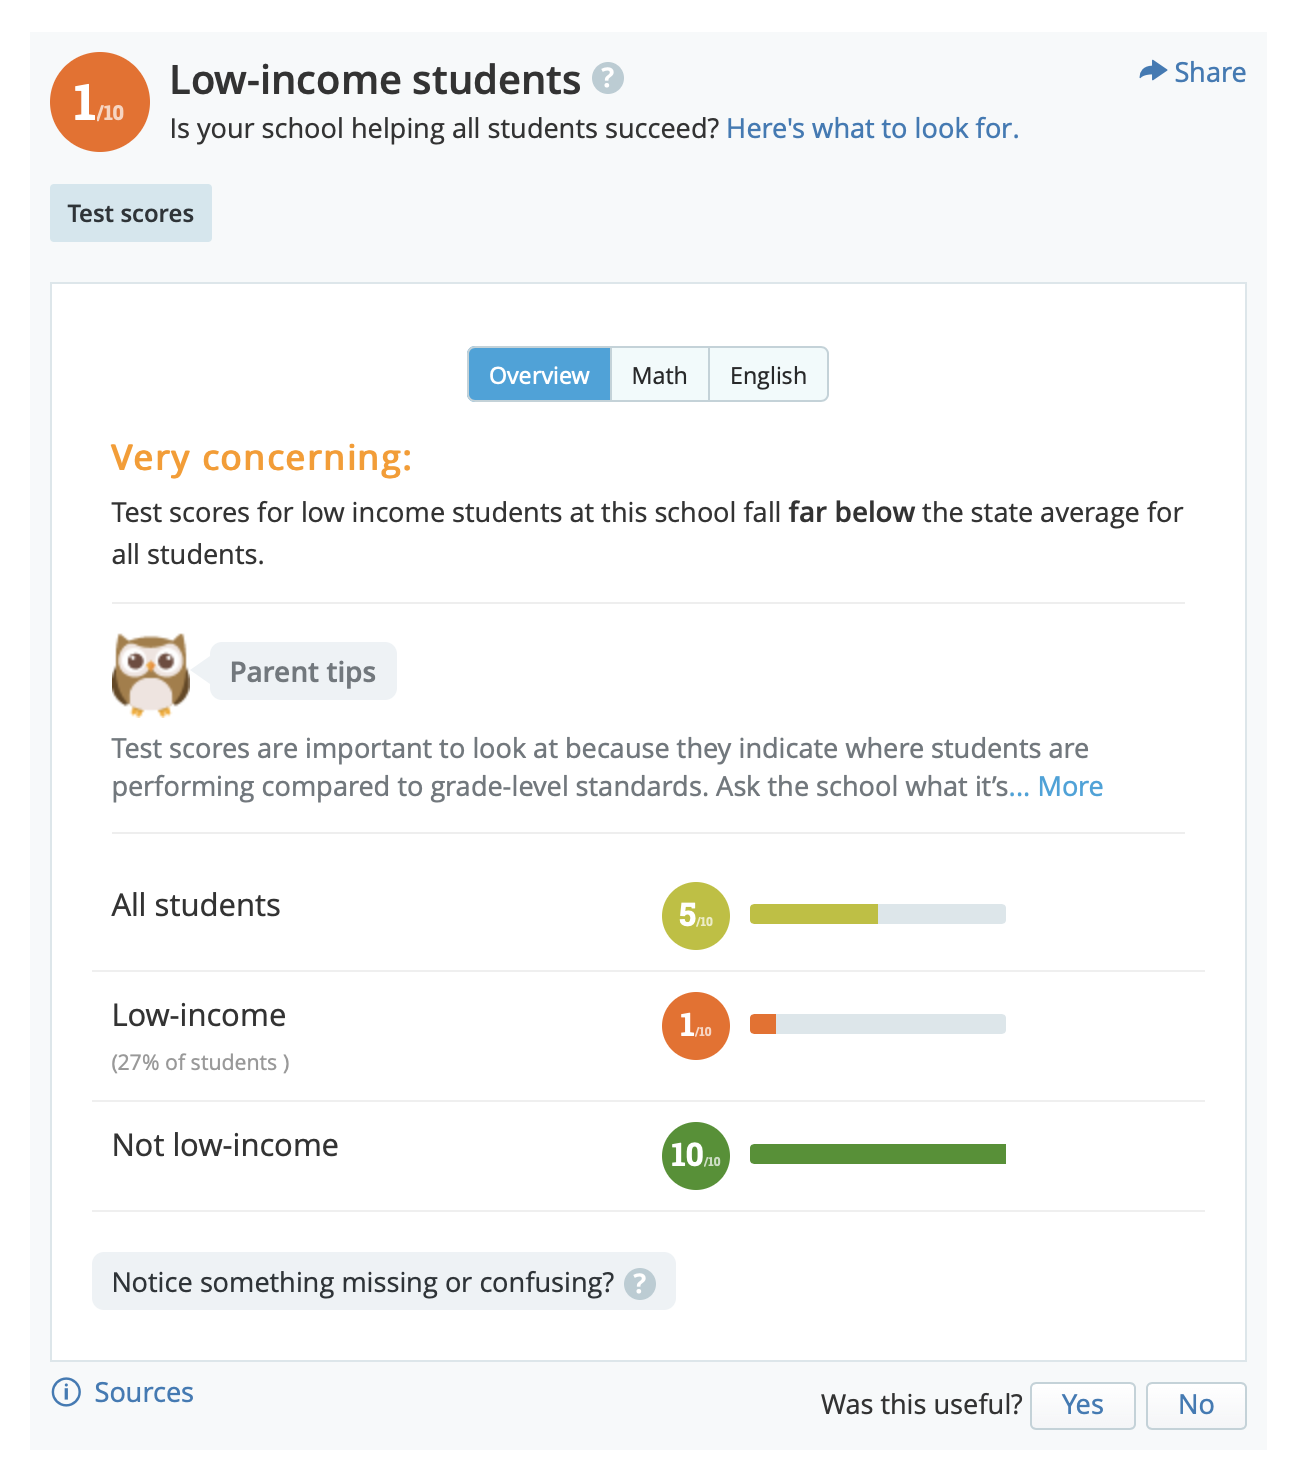 1/10
Low-income students ?
Share
Is your school helping all students succeed? Here's what to look for.
Test scores
Overview
Math
English
Very concerning:
Test scores for low income students at this school fall far below the state average for
all students.
Parent tips
Test scores are important to look at because they indicate where students are
performing compared to grade-level standards. Ask the school what it’s... More
All students
5/10
Low-income
1/10
(27% of students )
Not low-income
10/10
Notice something missing or confusing? ?
i Sources
Was this useful?
Yes
No